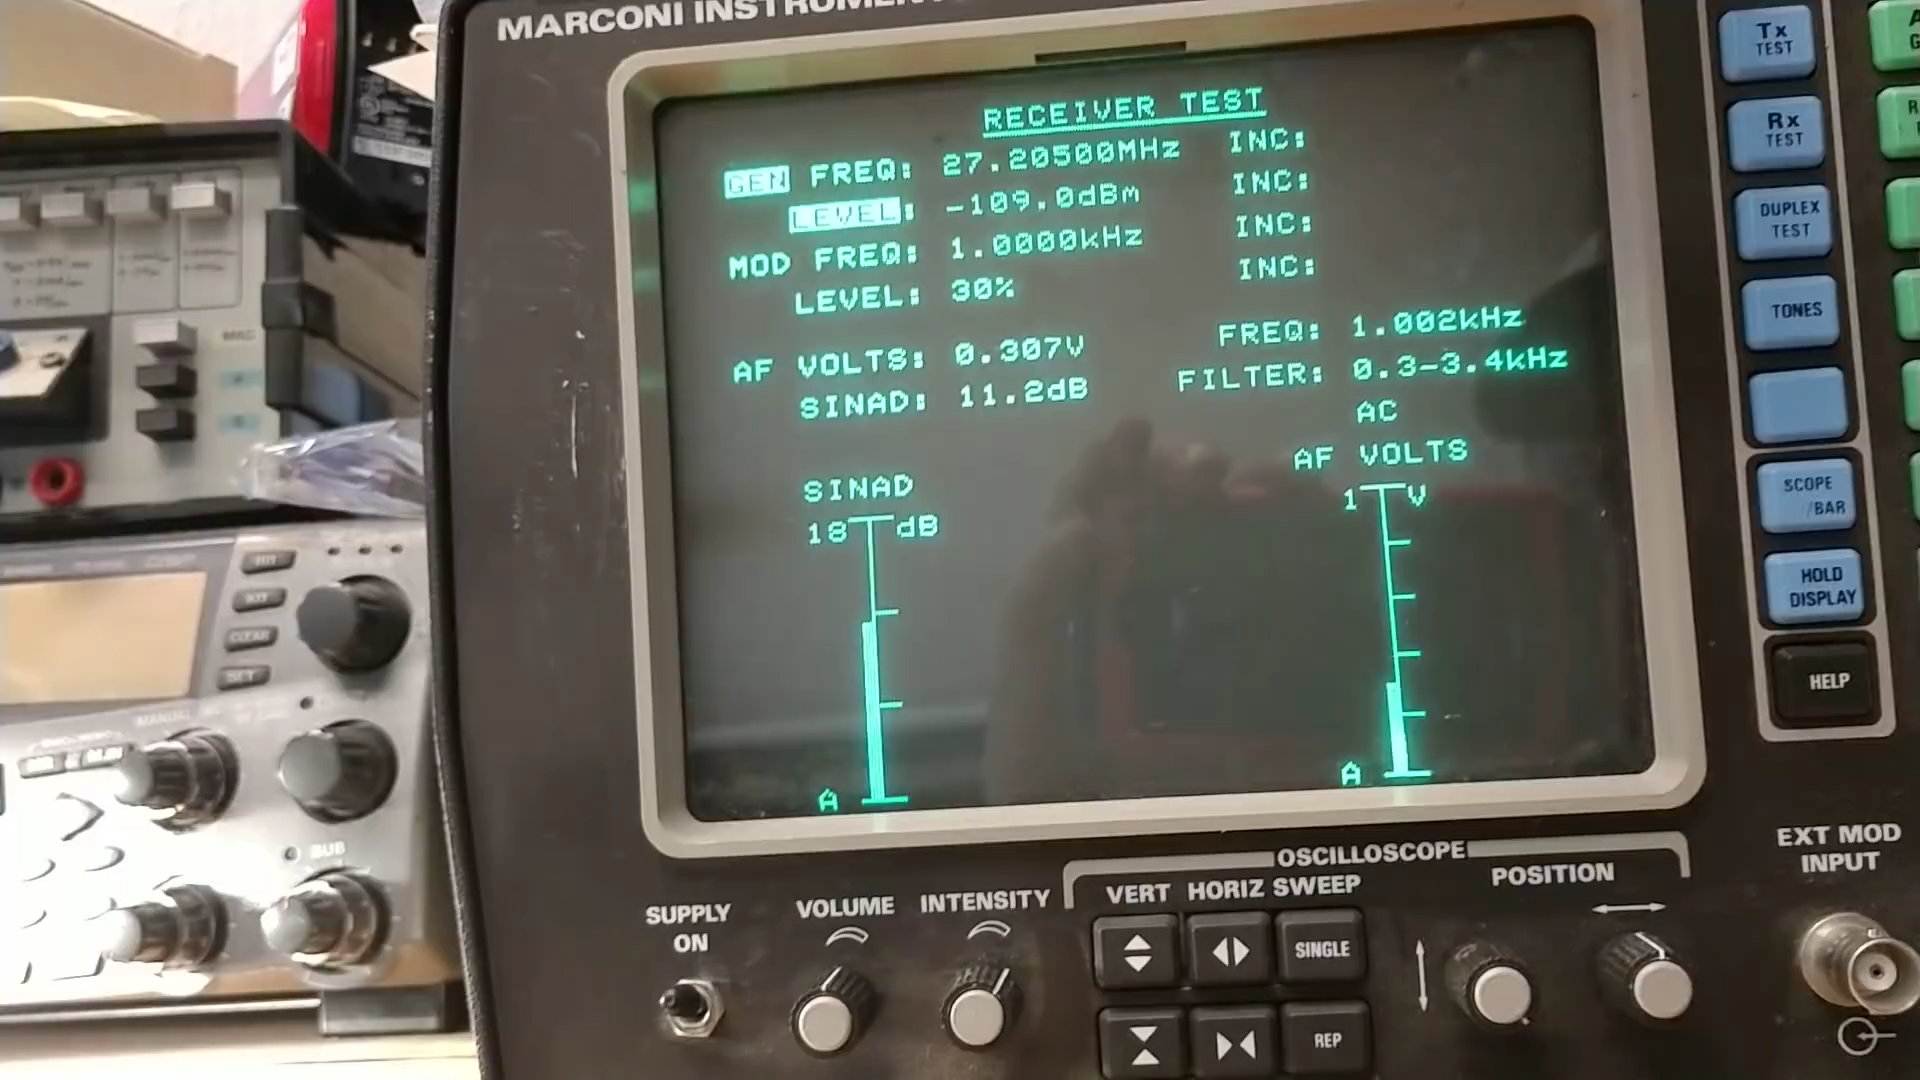 MARCONI
RECEIVER TEST
GEN FREQ: 27.20500MHz INC:
LEVEL: -109.0dBm INC:
MOD FREQ: 1.0000kHz INC:
LEVEL: 30% INC:
AF VOLTS: 0.307V FREQ: 1.002kHz
SINAD: 11.2dB FILTER: 0.3-3.4kHz
AC
SINAD AF VOLTS
18 dB 1 V
A A
Tx
TEST
Rx
TEST
DUPLEX
TEST
TONES
SCOPE
/BAR
HOLD
DISPLAY
HELP
CLEAR
SET
SUB
SUPPLY
ON
VOLUME
INTENSITY
OSCILLOSCOPE
VERT HORIZ SWEEP
POSITION
SINGLE
REP
EXT MOD
INPUT